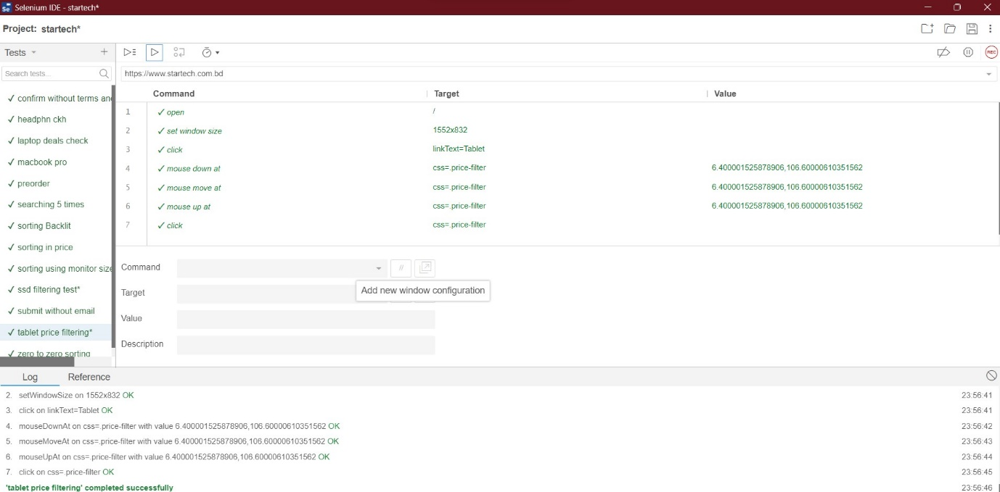 Se Selenium IDE - startech*
Project: startech*
Tests
Search tests...
✓ confirm without terms and
✓ headphn ckh
✓ laptop deals check
✓ macbook pro
✓ preorder
✓ searching 5 times
✓ sorting Backlit
✓ sorting in price
✓ sorting using monitor size
✓ ssd filtering test*
✓ submit without email
✓ tablet price filtering*
✓ zero to zero sorting
REC
https://www.startech.com.bd
Command Target Value
1 ✓ open /
2 ✓ set window size 1552x832
3 ✓ click linkText=Tablet
4 ✓ mouse down at css=.price-filter 6.400001525878906,106.60000610351562
5 ✓ mouse move at css=.price-filter 6.400001525878906,106.60000610351562
6 ✓ mouse up at css=.price-filter 6.400001525878906,106.60000610351562
7 ✓ click css=.price-filter
Command //
Target
Add new window configuration
Value
Description
Log Reference
2. setWindowSize on 1552x832 OK 23:56:41
3. click on linkText=Tablet OK 23:56:41
4. mouseDownAt on css=.price-filter with value 6.400001525878906,106.60000610351562 OK 23:56:42
5. mouseMoveAt on css=.price-filter with value 6.400001525878906,106.60000610351562 OK 23:56:43
6. mouseUpAt on css=.price-filter with value 6.400001525878906,106.60000610351562 OK 23:56:44
7. click on css=.price-filter OK 23:56:45
'tablet price filtering' completed successfully 23:56:46